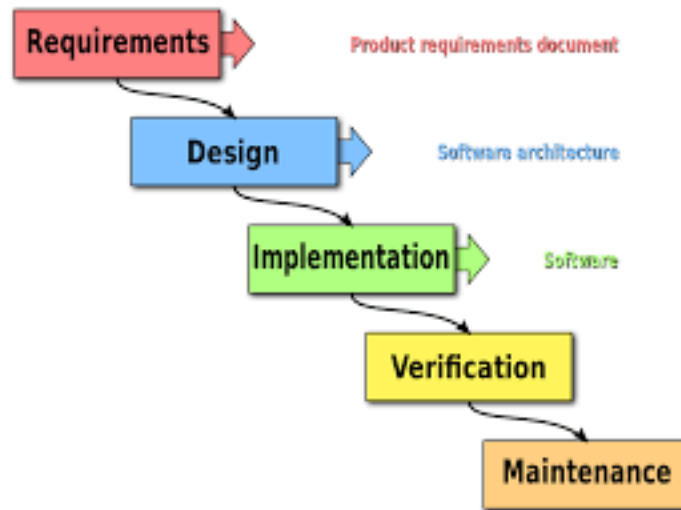 Requirements
Product requirements document
Design
Software architecture
Implementation
Software
Verification
Maintenance